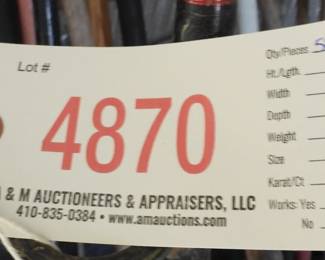 Lot #
4870
& M AUCTIONEERS & APPRAISERS, LLC
410-835-0384 • www.amauctions.com
Qty/Pieces
Ht./Lgth.
Width
Depth
Weight
Size
Karat/Ct
Works: Yes
No